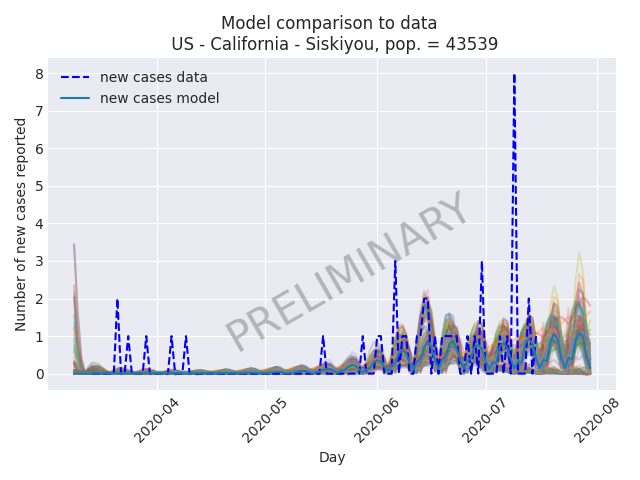 Model comparison to data
US - California - Siskiyou, pop. = 43539
new cases data
new cases model
8
7
6
5
4
3
2
1
0
Number of new cases reported
PRELIMINARY
2020-04
2020-05
2020-06
2020-07
2020-08
Day